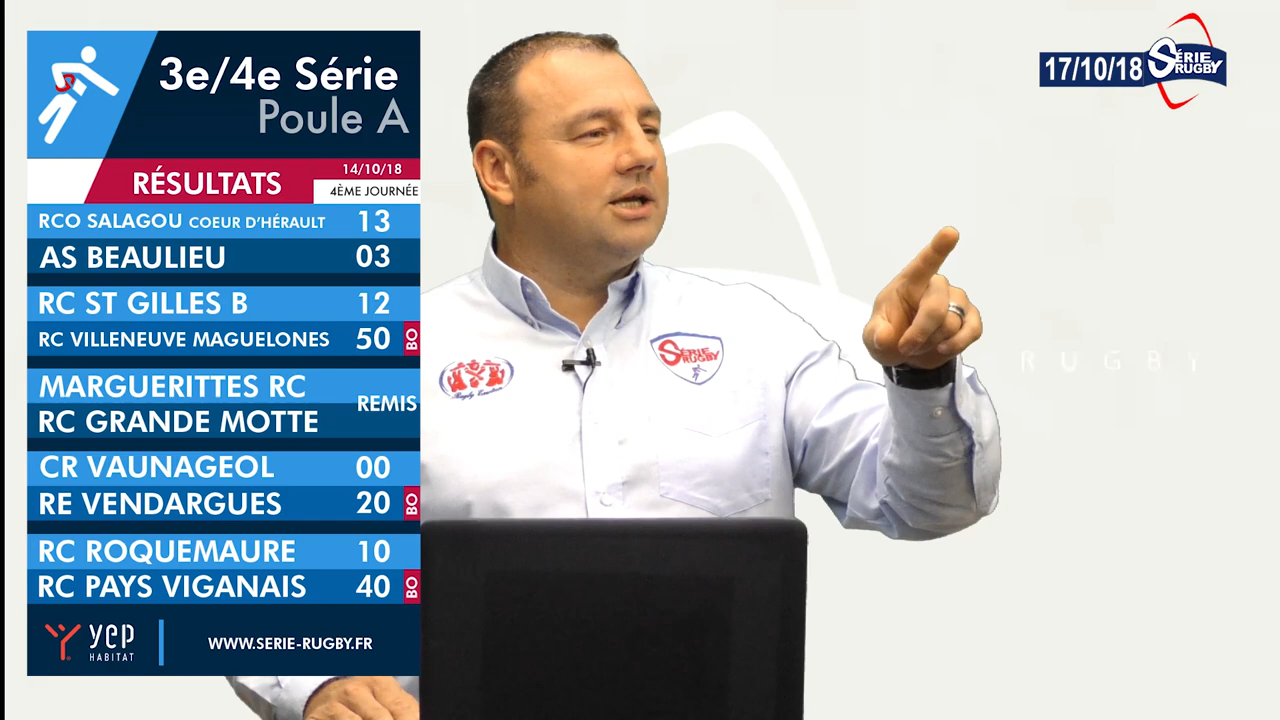 3e/4e Série
Poule A
RÉSULTATS
14/10/18
4ÈME JOURNÉE
RCO SALAGOU COEUR D'HÉRAULT 13
AS BEAULIEU 03
RC ST GILLES B 12
RC VILLENEUVE MAGUELONES 50 BO
MARGUERITTES RC
REMIS
RC GRANDE MOTTE
CR VAUNAGEOL 00
RE VENDARGUES 20 BO
RC ROQUEMAURE 10
RC PAYS VIGANAIS 40 BO
yep
HABITAT
WWW.SERIE-RUGBY.FR
17/10/18
SÉRIE
RUGBY
SÉRIE
RUGBY
RUGBY